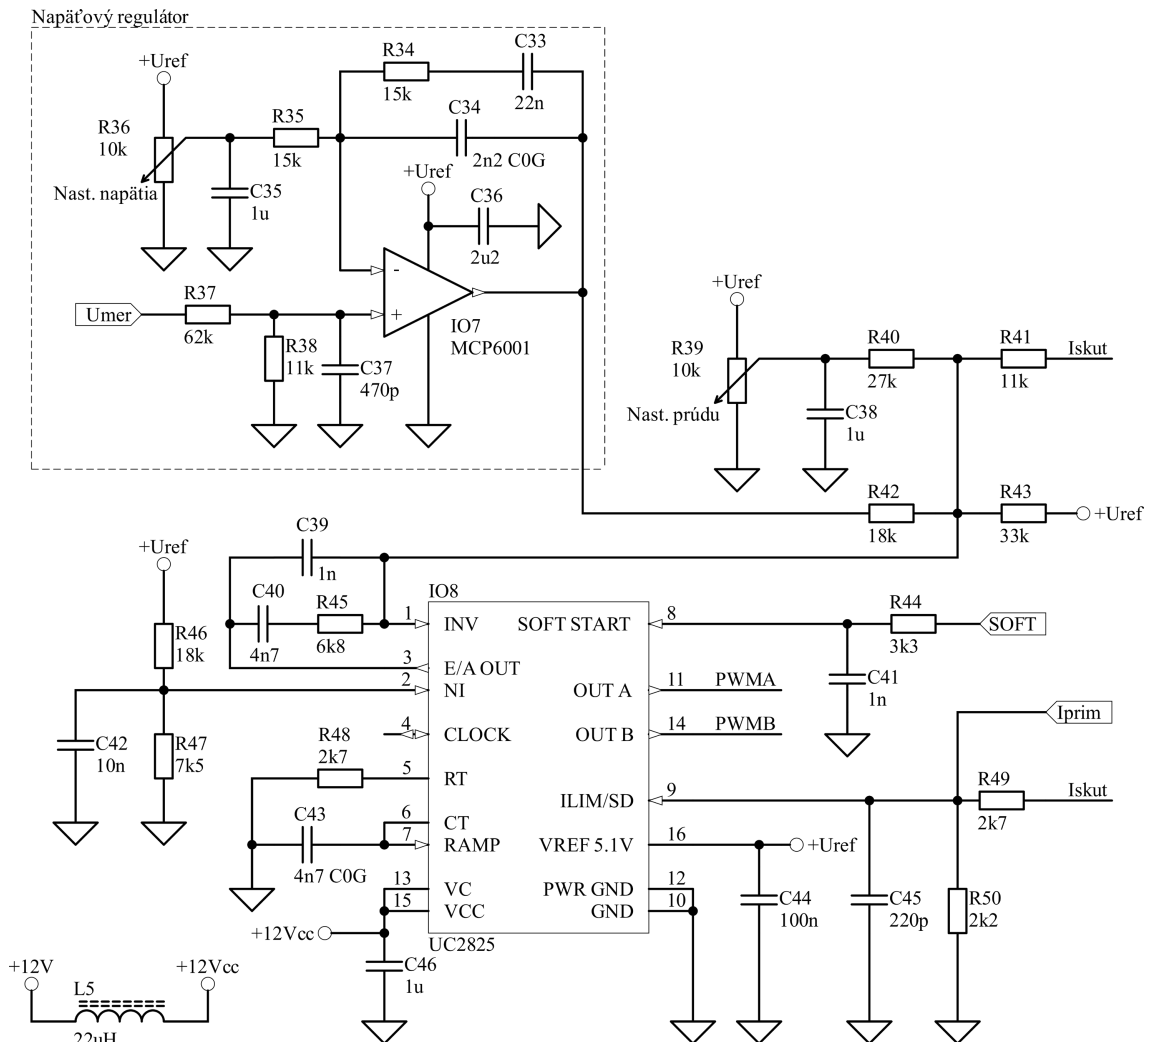 Napäťový regulátor
+Uref
R36
10k
Nast. napätia
C35
1u
R35
15k
R34
15k
C33
22n
C34
2n2 C0G
+Uref
C36
2u2
Umer
R37
62k
R38
11k
C37
470p
-
+
IO7
MCP6001
+Uref
R39
10k
Nast. prúdu
C38
1u
R40
27k
R41
11k
Iskut
R42
18k
R43
33k
+Uref
+Uref
R46
18k
C42
10n
R47
7k5
C39
1n
C40
4n7
R45
6k8
R48
2k7
C43
4n7 C0G
IO8
1 INV
3 E/A OUT
2 NI
4 CLOCK
5 RT
6 CT
7 RAMP
13 VC
15 VCC
SOFT START 8
OUT A 11 PWMA
OUT B 14 PWMB
ILIM/SD 9
VREF 5.1V 16
PWR GND 12
GND 10
UC2825
R44
3k3
SOFT
C41
1n
Iprim
R49
2k7
Iskut
+Uref
C44
100n
C45
220p
R50
2k2
+12Vcc
C46
1u
+12V
+12Vcc
L5
22uH